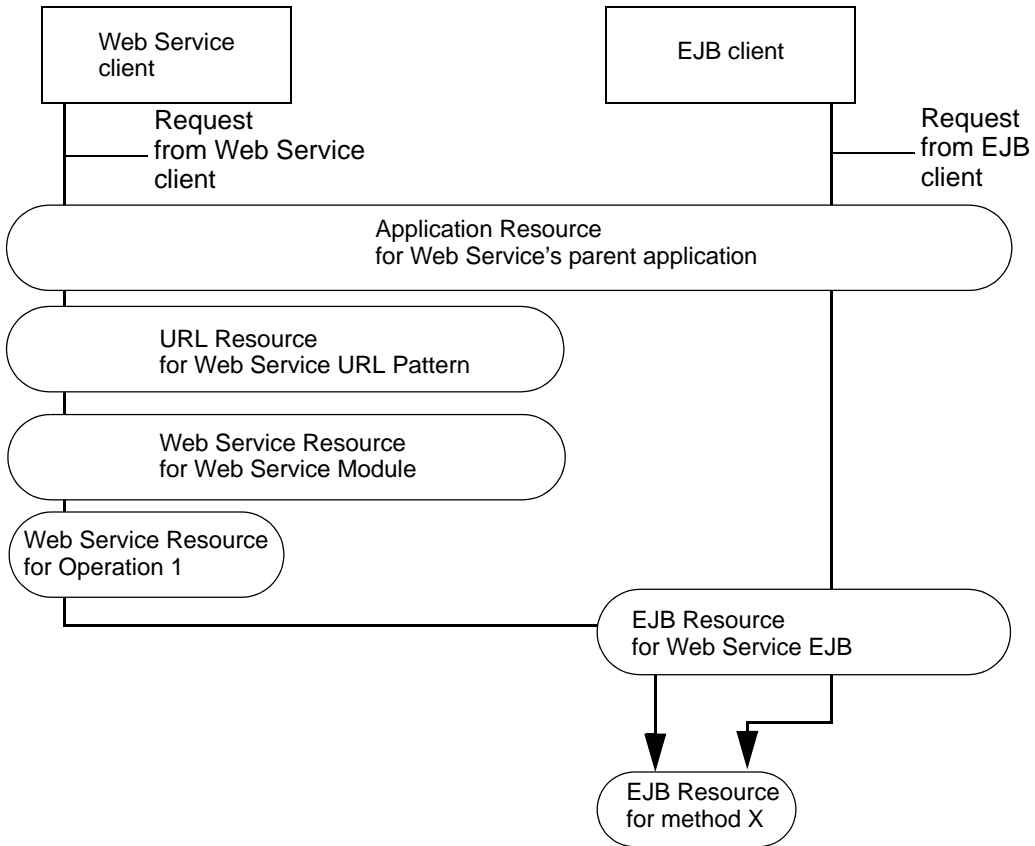 Web Service
client
EJB client
Request
from Web Service
client
Request
from EJB
client
Application Resource
for Web Service’s parent application
URL Resource
for Web Service URL Pattern
Web Service Resource
for Web Service Module
Web Service Resource
for Operation 1
EJB Resource
for Web Service EJB
EJB Resource
for method X